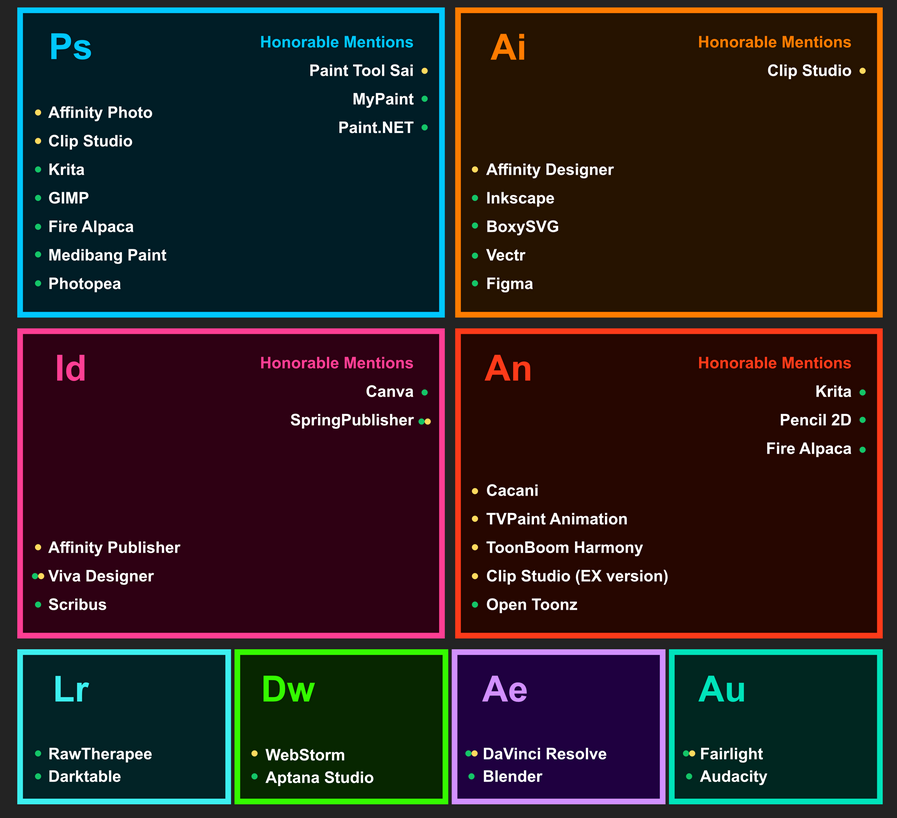 Ps
Honorable Mentions
Paint Tool Sai
MyPaint
Paint.NET
Affinity Photo
Clip Studio
Krita
GIMP
Fire Alpaca
Medibang Paint
Photopea
Ai
Honorable Mentions
Clip Studio
Affinity Designer
Inkscape
BoxySVG
Vectr
Figma
Id
Honorable Mentions
Canva
SpringPublisher
Affinity Publisher
Viva Designer
Scribus
An
Honorable Mentions
Krita
Pencil 2D
Fire Alpaca
Cacani
TVPaint Animation
ToonBoom Harmony
Clip Studio (EX version)
Open Toonz
Lr
RawTherapee
Darktable
Dw
WebStorm
Aptana Studio
Ae
DaVinci Resolve
Blender
Au
Fairlight
Audacity